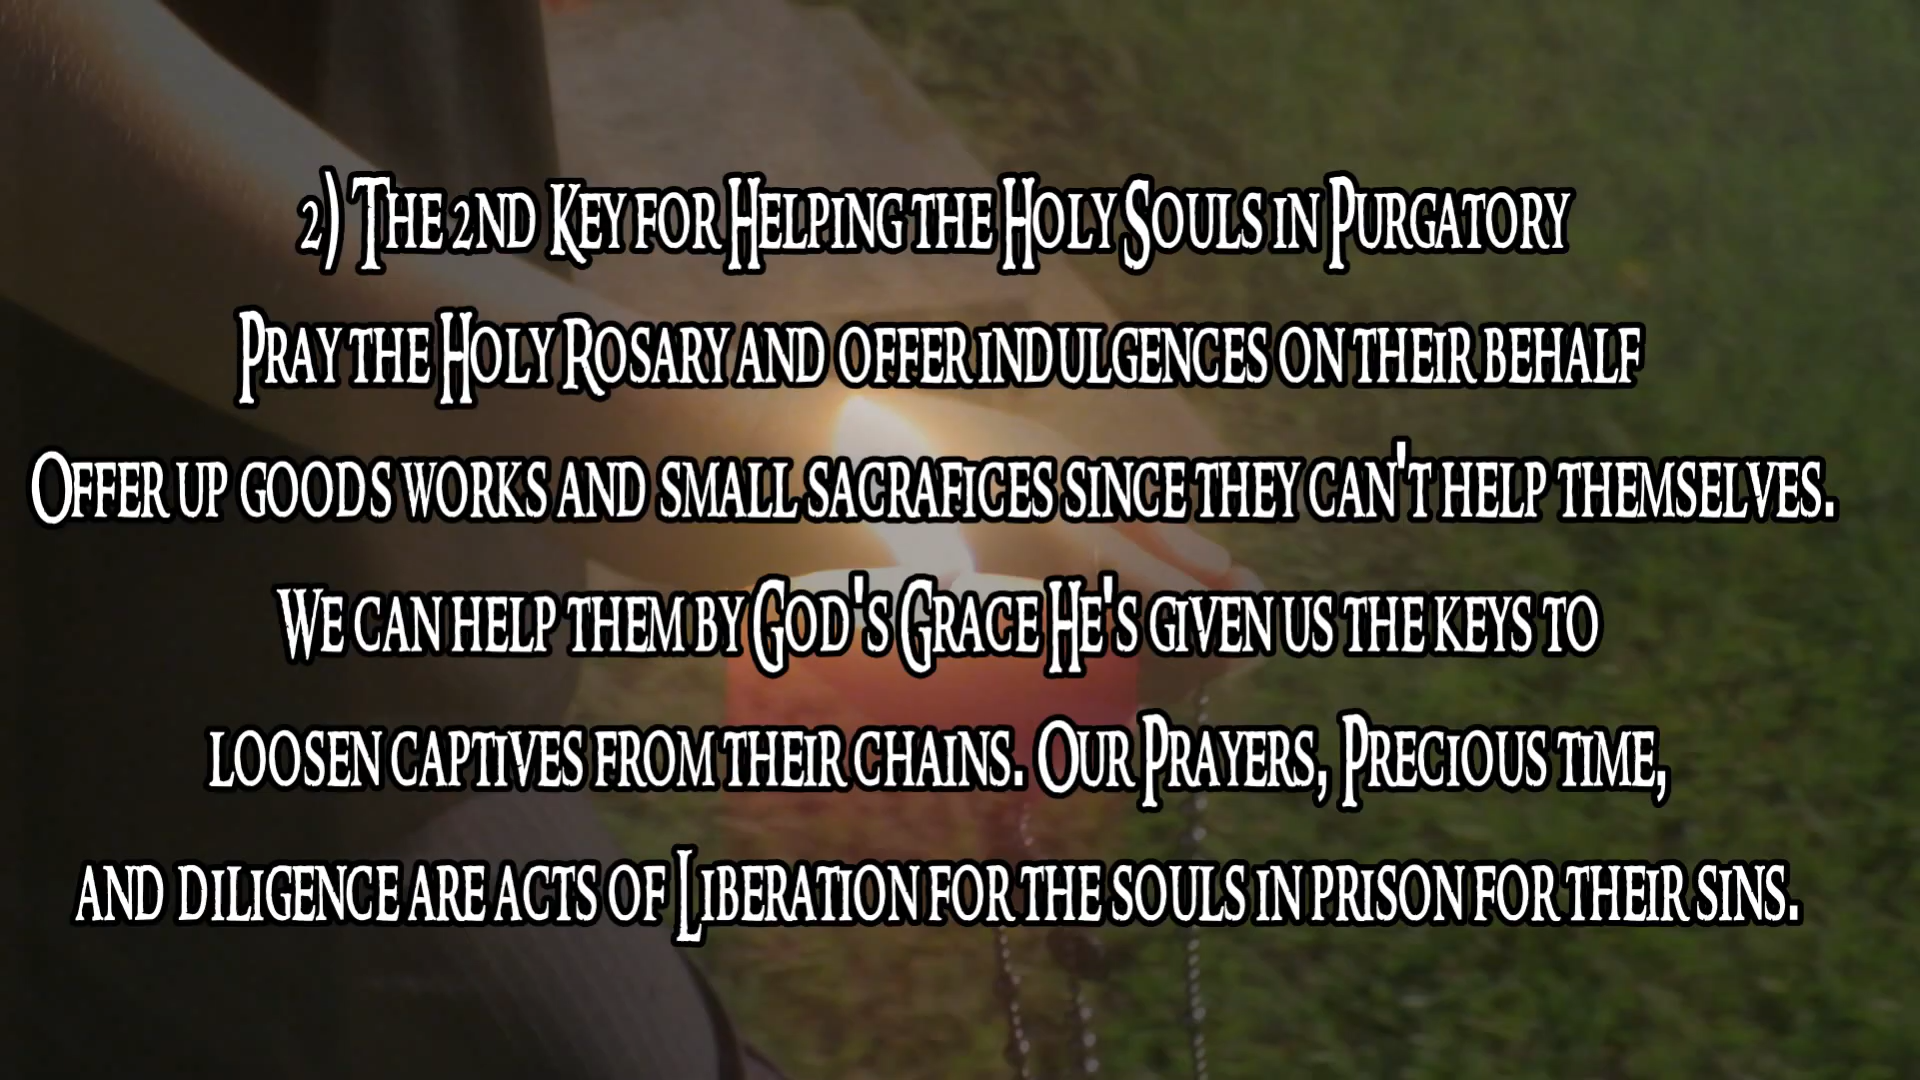 2) The 2nd Key for Helping the Holy Souls in Purgatory
Pray the Holy Rosary and offer indulgences on their behalf
Offer up goods works and small sacrafices since they can't help themselves.
We can help them by God's Grace He's given us the keys to
loosen captives from their chains. Our Prayers, Precious time,
and diligence are acts of Liberation for the souls in prison for their sins.